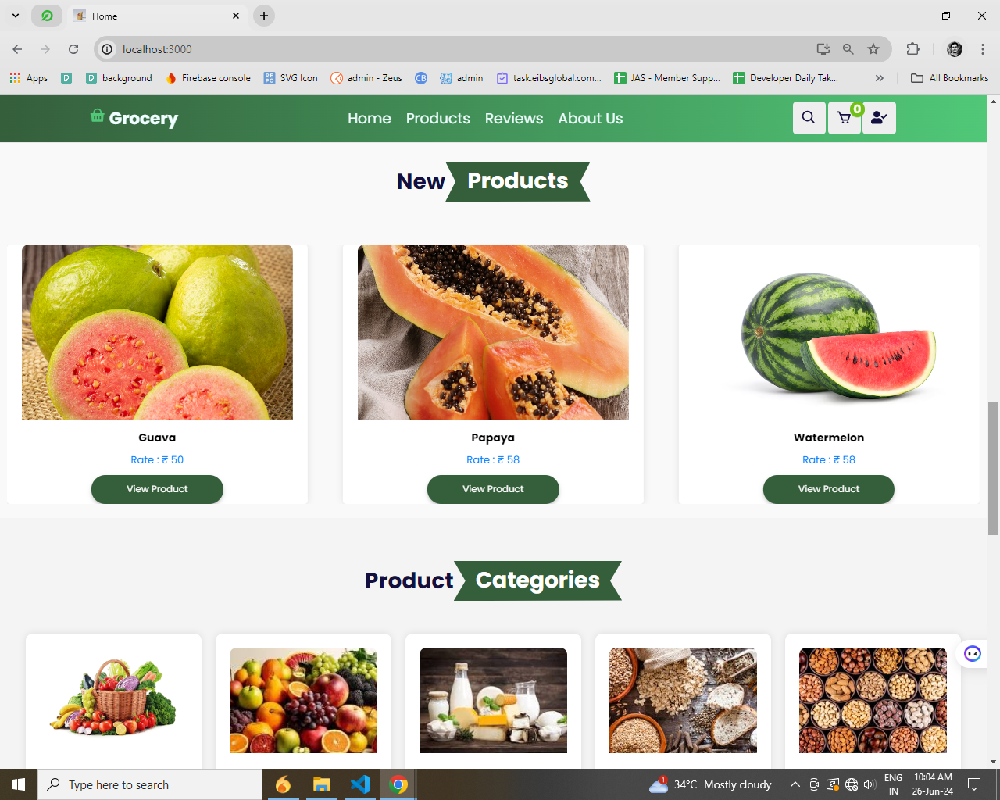 Home
localhost:3000
Apps
background
Firebase console
REPO
SVG Icon
admin - Zeus
CB
admin
task.eibsglobal.com...
JAS - Member Supp...
Developer Daily Tak...
All Bookmarks
Grocery
Home
Products
Reviews
About Us
0
New Products
Guava
Rate : ₹ 50
View Product
Papaya
Rate : ₹ 58
View Product
Watermelon
Rate : ₹ 58
View Product
Product Categories
Type here to search
1
34°C Mostly cloudy
ENG
IN
10:04 AM
26-Jun-24